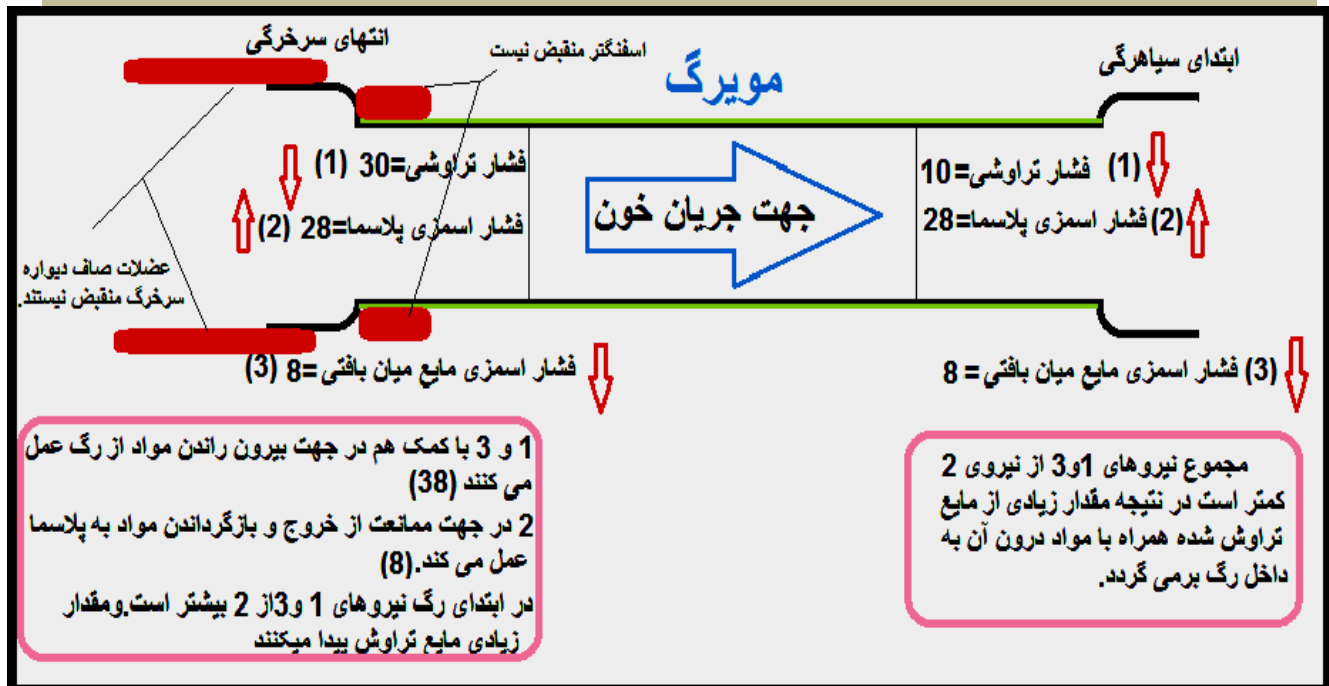 انتهای سرخرگی
اسفنگتر منقبض نیست
مویرگ
ابتدای سیاهرگی
فشار تراوشی=30 (1)
فشار اسمزی پلاسما=28 (2)
جهت جریان خون
(1) فشار تراوشی=10
(2) فشار اسمزی پلاسما=28
عضلات صاف دیواره
سرخرگ منقبض نیستند.
فشار اسمزی مایع میان بافتی =8 (3)
(3) فشار اسمزی مایع میان بافتی = 8
1 و 3 با کمک هم در جهت بیرون راندن مواد از رگ عمل
می کنند (38)
2 در جهت ممانعت از خروج و بازگرداندن مواد به پلاسما
عمل می کند.(8)
در ابتدای رگ نیروهای 1 و3از 2 بیشتر است.ومقدار
زیادی مایع تراوش پیدا میکنند
مجموع نیروهای 1و3 از نیروی 2
کمتر است در نتیجه مقدار زیادی از مایع
تراوش شده همراه با مواد درون آن به
داخل رگ برمی گردد.